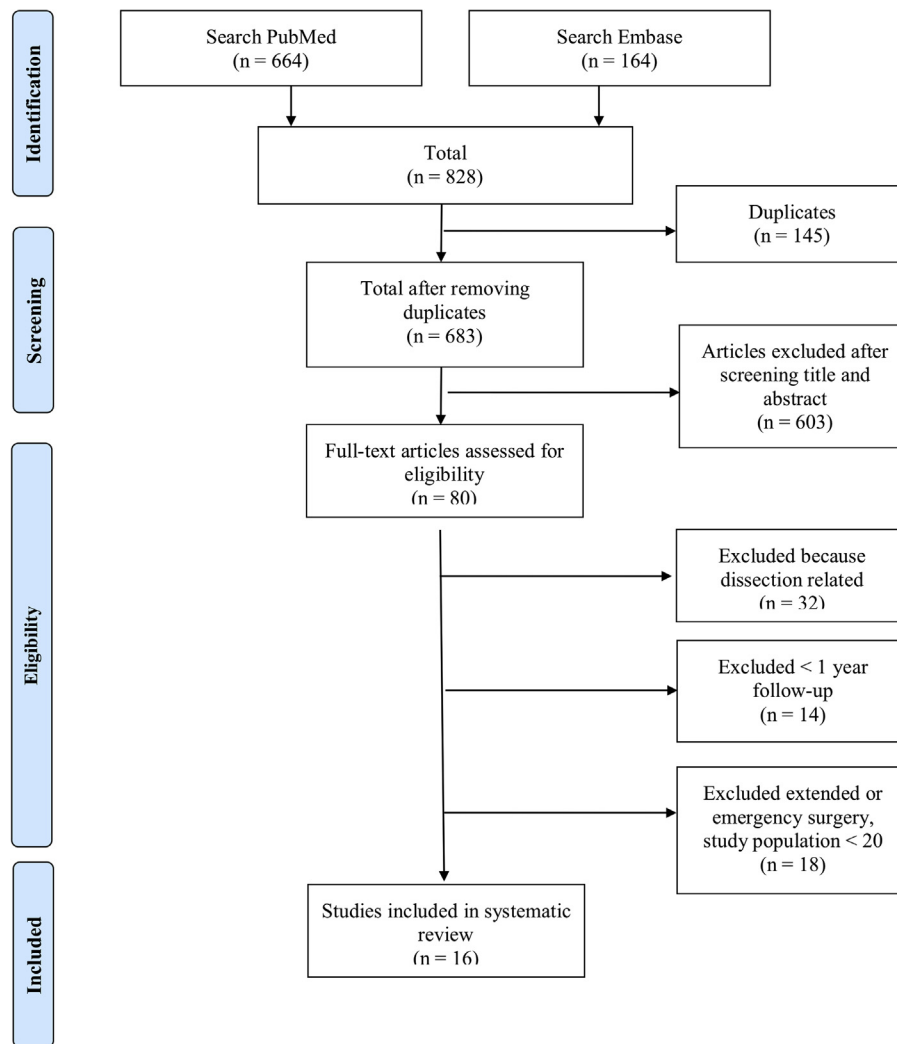 Identification
Search PubMed
(n = 664)
Search Embase
(n = 164)
Total
(n = 828)
Duplicates
(n = 145)
Screening
Total after removing
duplicates
(n = 683)
Articles excluded after
screening title and
abstract
(n = 603)
Eligibility
Full-text articles assessed for
eligibility
(n = 80)
Excluded because
dissection related
(n = 32)
Excluded < 1 year
follow-up
(n = 14)
Excluded extended or
emergency surgery,
study population < 20
(n = 18)
Included
Studies included in systematic
review
(n = 16)